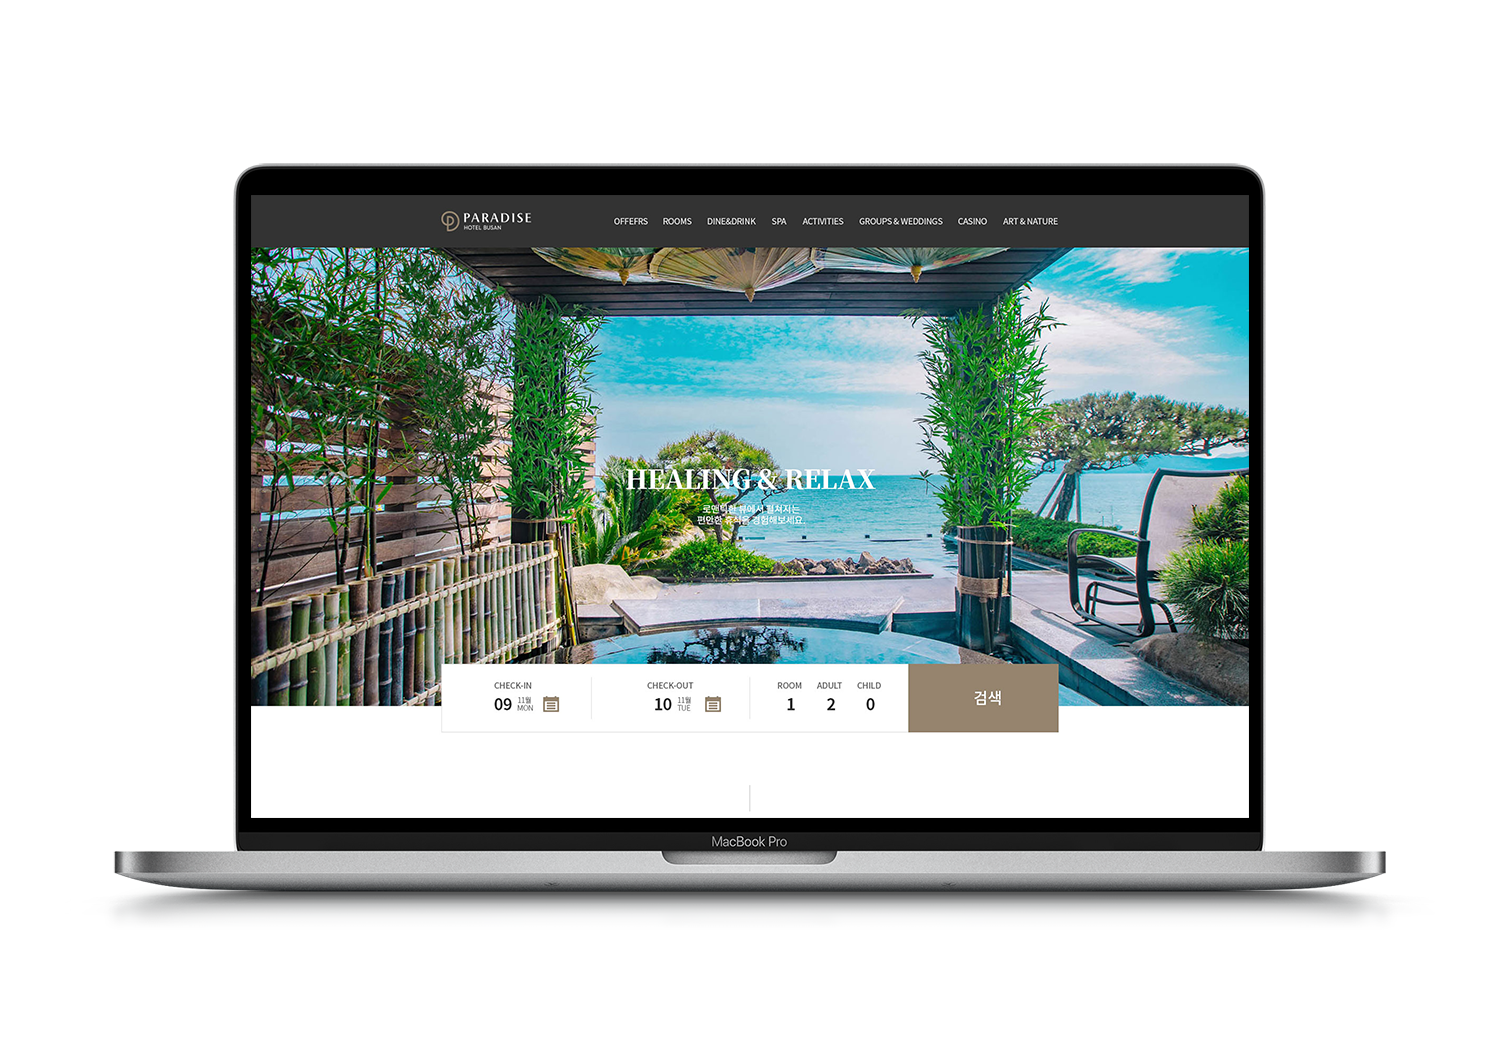 PARADISE
HOTEL BUSAN
OFFEFRS ROOMS DINE&DRINK SPA ACTIVITIES GROUPS & WEDDINGS CASINO ART & NATURE
HEALING & RELAX
로맨틱한 뷰에서 펼쳐지는
편안한 휴식을 경험해보세요.
CHECK-IN CHECK-OUT ROOM ADULT CHILD
09 11월 MON 10 11월 TUE 1 2 0
검색
MacBook Pro